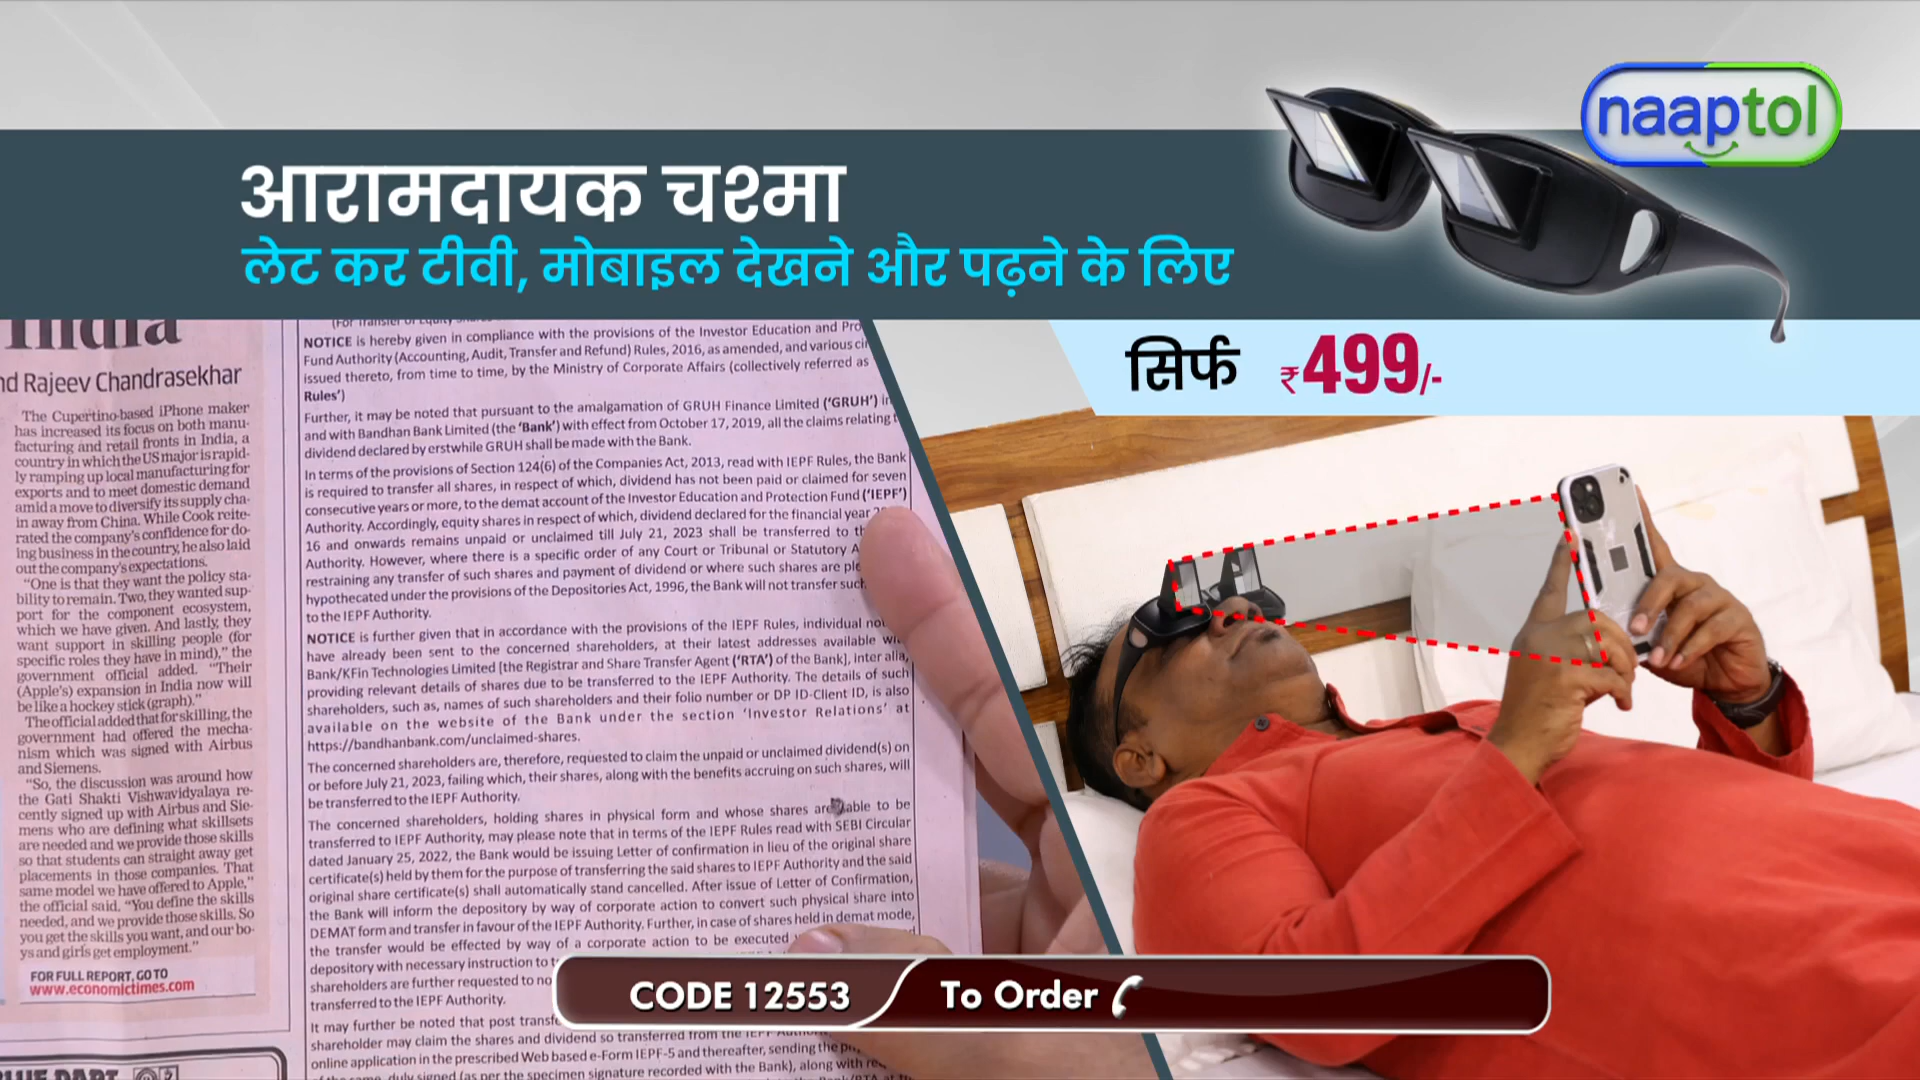 naaptol
आरामदायक चश्मा
लेट कर टीवी, मोबाइल देखने और पढ़ने के लिए
सिर्फ ₹499/-
India
nd Rajeev Chandrasekhar
The Cupertino-based iPhone maker
has increased its focus on both manu-
facturing and retail fronts in India, a
country in which the US major is rapid-
ly ramping up local manufacturing for
exports and to meet domestic demand
amid a move to diversify its supply cha-
in away from China. While Cook reite-
rated the company's confidence for do-
ing business in the country, he also laid
out the company's expectations.
"One is that they want the policy sta-
bility to remain. Two, they wanted sup-
port for the component ecosystem,
which we have given. And lastly, they
want support in skilling people (for
specific roles they have in mind)," the
government official added. "Their
(Apple's) expansion in India now will
be like a hockey stick (graph)."
The official added that for skilling, the
government had offered the mecha-
nism which was signed with Airbus
and Siemens.
"So, the discussion was around how
the Gati Shakti Vishwavidyalaya re-
cently signed up with Airbus and Sie-
mens who are defining what skillsets
are needed and we provide those skills
so that students can straight away get
placements in those companies. That
same model we have offered to Apple,"
the official said. "You define the skills
needed, and we provide those skills. So
you get the skills you want, and our bo-
ys and girls get employment."
FOR FULL REPORT, GO TO
www.economictimes.com
(For Transfer of Equity
NOTICE is hereby given in compliance with the provisions of the Investor Education and Pro
Fund Authority (Accounting, Audit, Transfer and Refund) Rules, 2016, as amended, and various cir
issued thereto, from time to time, by the Ministry of Corporate Affairs (collectively referred as
Rules')
Further, it may be noted that pursuant to the amalgamation of GRUH Finance Limited ('GRUH') in
and with Bandhan Bank Limited (the 'Bank') with effect from October 17, 2019, all the claims relating t
dividend declared by erstwhile GRUH shall be made with the Bank.
In terms of the provisions of Section 124(6) of the Companies Act, 2013, read with IEPF Rules, the Bank
is required to transfer all shares, in respect of which, dividend has not been paid or claimed for seven
consecutive years or more, to the demat account of the Investor Education and Protection Fund ('IEPF')
Authority. Accordingly, equity shares in respect of which, dividend declared for the financial year
16 and onwards remains unpaid or unclaimed till July 21, 2023 shall be transferred to th
Authority. However, where there is a specific order of any Court or Tribunal or Statutory A
restraining any transfer of such shares and payment of dividend or where such shares are ple
hypothecated under the provisions of the Depositories Act, 1996, the Bank will not transfer such
to the IEPF Authority.
NOTICE is further given that in accordance with the provisions of the IEPF Rules, individual no
have already been sent to the concerned shareholders, at their latest addresses available wi
Bank/KFin Technologies Limited [the Registrar and Share Transfer Agent ('RTA') of the Bank], inter alia,
providing relevant details of shares due to be transferred to the IEPF Authority. The details of such
shareholders, such as, names of such shareholders and their folio number or DP ID-Client ID, is also
available on the website of the Bank under the section 'Investor Relations' at
https://bandhanbank.com/unclaimed-shares.
The concerned shareholders are, therefore, requested to claim the unpaid or unclaimed dividend(s) on
or before July 21, 2023, failing which, their shares, along with the benefits accruing on such shares, will
be transferred to the IEPF Authority.
The concerned shareholders, holding shares in physical form and whose shares are able to be
transferred to IEPF Authority, may please note that in terms of the IEPF Rules read with SEBI Circular
dated January 25, 2022, the Bank would be issuing Letter of confirmation in lieu of the original share
certificate(s) held by them for the purpose of transferring the said shares to IEPF Authority and the said
original share certificate(s) shall automatically stand cancelled. After issue of Letter of Confirmation,
the Bank will inform the depository by way of corporate action to convert such physical share into
DEMAT form and transfer in favour of the IEPF Authority. Further, in case of shares held in demat mode,
the transfer would be effected by way of a corporate action to be executed
depository with necessary instruction to t
shareholders are further requested to no
transferred to the IEPF Authority.
It may further be noted that post transfe
shareholder may claim the shares and dividend so transferred from the IEPF
online application in the prescribed Web based e-Form IEPF-5 and thereafter, sending the
duly signed (as per the specimen signature recorded with the Bank), along with
BLUE DART
CODE 12553 To Order